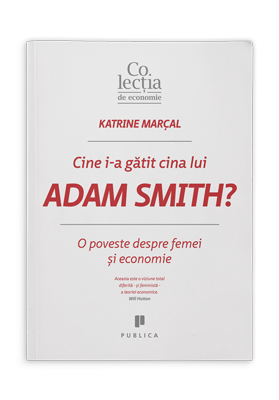 Co.
lecția
de economie
KATRINE MARÇAL
Cine i-a gătit cina lui
ADAM SMITH?
O poveste despre femei
și economie
Aceasta este o viziune total
diferită - și feministă -
a teoriei economice.
Will Hutton
PUBLICA